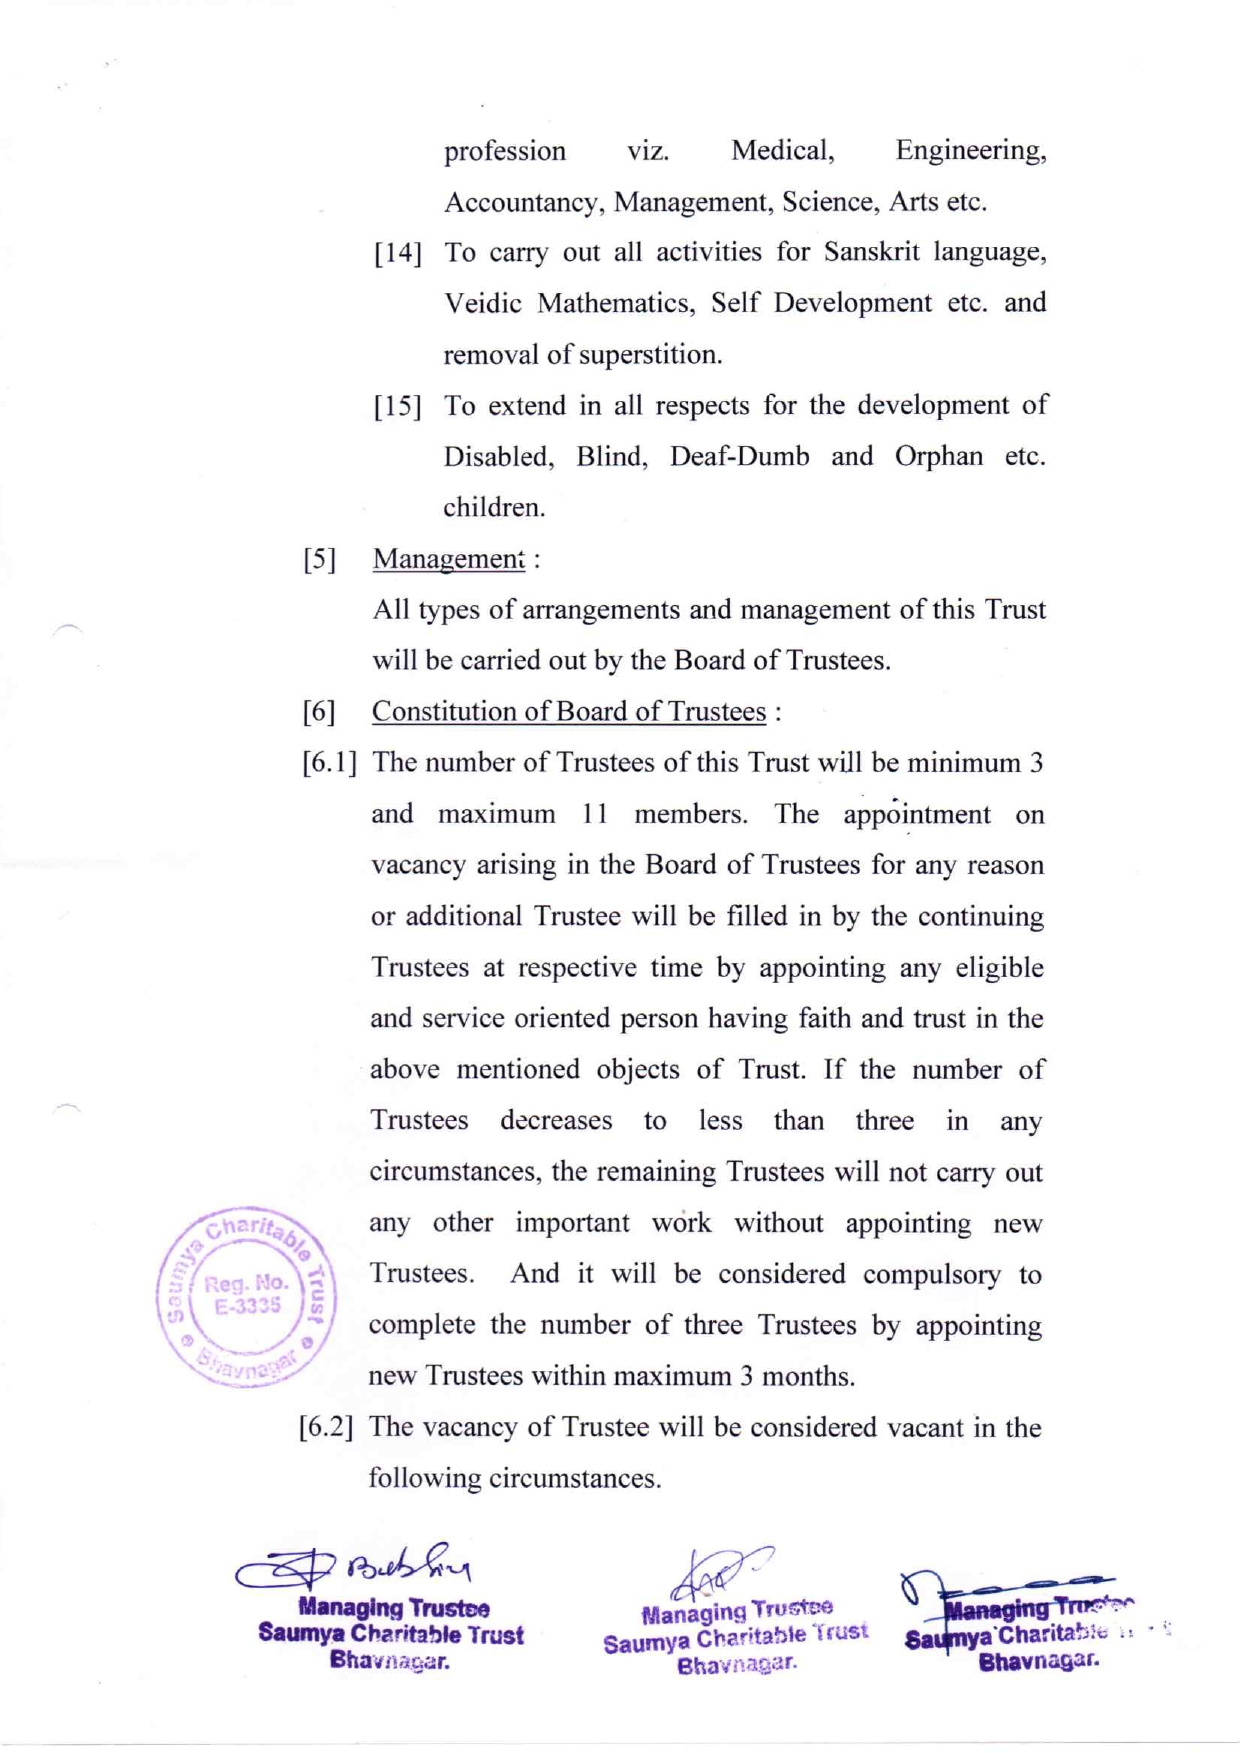 profession viz. Medical, Engineering,
Accountancy, Management, Science, Arts etc.
[14] To carry out all activities for Sanskrit language,
Veidic Mathematics, Self Development etc. and
removal of superstition.
[15] To extend in all respects for the development of
Disabled, Blind, Deaf-Dumb and Orphan etc.
children.
[5] Management :
All types of arrangements and management of this Trust
will be carried out by the Board of Trustees.
[6] Constitution of Board of Trustees :
[6.1] The number of Trustees of this Trust will be minimum 3
and maximum 11 members. The appointment on
vacancy arising in the Board of Trustees for any reason
or additional Trustee will be filled in by the continuing
Trustees at respective time by appointing any eligible
and service oriented person having faith and trust in the
above mentioned objects of Trust. If the number of
Trustees decreases to less than three in any
circumstances, the remaining Trustees will not carry out
any other important work without appointing new
Trustees. And it will be considered compulsory to
complete the number of three Trustees by appointing
new Trustees within maximum 3 months.
Saumya Charitable Trust
Reg. No.
E-3335
Bhavnagar
[6.2] The vacancy of Trustee will be considered vacant in the
following circumstances.
Managing Trustee
Saumya Charitable Trust
Bhavnagar.
Managing Trustee
Saumya Charitable Trust
Bhavnagar.
Managing Trustee
Saumya Charitable
Bhavnagar.